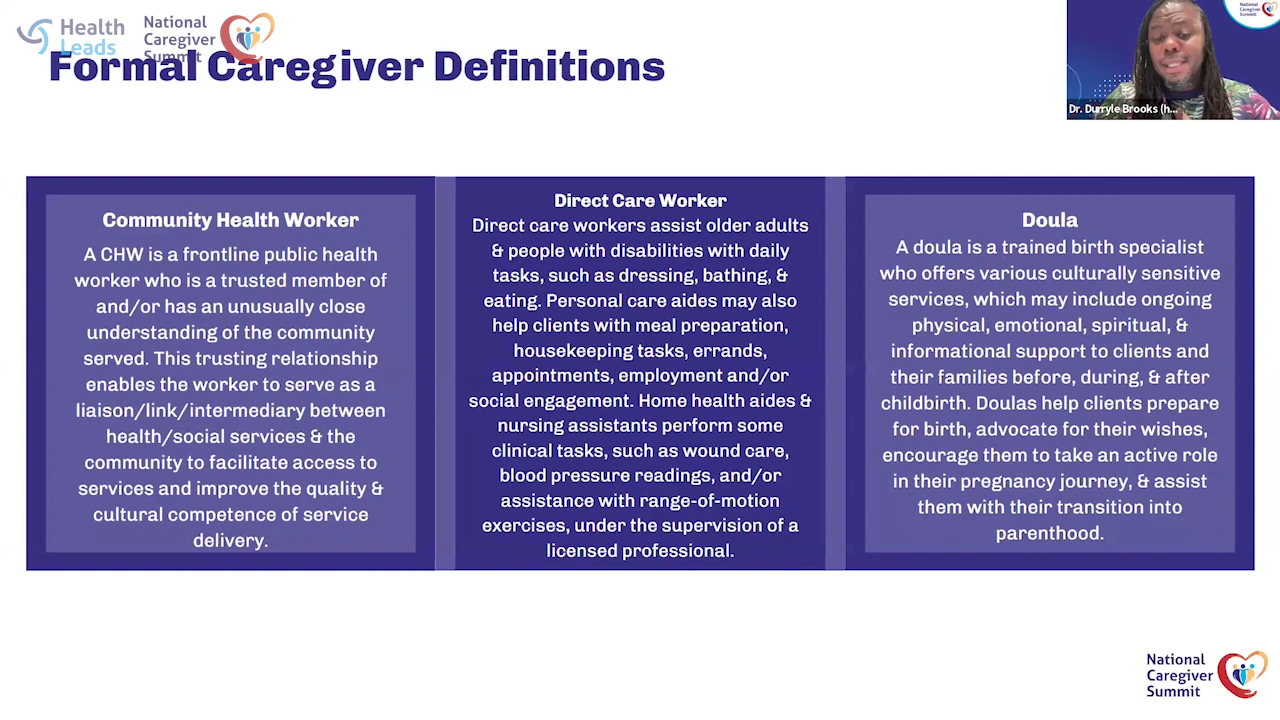 Health
Leads
National
Caregiver
Summit
Formal Caregiver Definitions
National
Caregiver
Summit
Dr. Durryle Brooks (h...
Community Health Worker
A CHW is a frontline public health
worker who is a trusted member of
and/or has an unusually close
understanding of the community
served. This trusting relationship
enables the worker to serve as a
liaison/link/intermediary between
health/social services & the
community to facilitate access to
services and improve the quality &
cultural competence of service
delivery.
Direct Care Worker
Direct care workers assist older adults
& people with disabilities with daily
tasks, such as dressing, bathing, &
eating. Personal care aides may also
help clients with meal preparation,
housekeeping tasks, errands,
appointments, employment and/or
social engagement. Home health aides &
nursing assistants perform some
clinical tasks, such as wound care,
blood pressure readings, and/or
assistance with range-of-motion
exercises, under the supervision of a
licensed professional.
Doula
A doula is a trained birth specialist
who offers various culturally sensitive
services, which may include ongoing
physical, emotional, spiritual, &
informational support to clients and
their families before, during, & after
childbirth. Doulas help clients prepare
for birth, advocate for their wishes,
encourage them to take an active role
in their pregnancy journey, & assist
them with their transition into
parenthood.
National
Caregiver
Summit